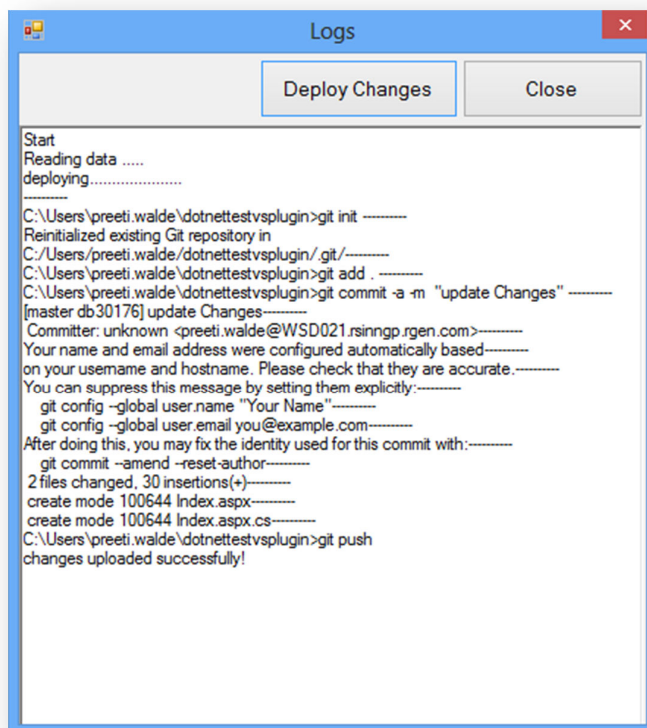 Logs
Deploy Changes
Close
Start
Reading data .....
deploying.....................
----------
C:\Users\preeti.walde\dotnettestvsplugin>git init ----------
Reinitialized existing Git repository in
C:/Users/preeti.walde/dotnettestvsplugin/.git/----------
C:\Users\preeti.walde\dotnettestvsplugin>git add . ----------
C:\Users\preeti.walde\dotnettestvsplugin>git commit -a -m  "update Changes" ----------
[master db30176] update Changes----------
 Committer: unknown <preeti.walde@WSD021.rsinngp.rgen.com>----------
Your name and email address were configured automatically based----------
on your username and hostname. Please check that they are accurate.----------
You can suppress this message by setting them explicitly:----------
    git config --global user.name "Your Name"----------
    git config --global user.email you@example.com----------
After doing this, you may fix the identity used for this commit with:----------
    git commit --amend --reset-author----------
 2 files changed, 30 insertions(+)----------
 create mode 100644 Index.aspx----------
 create mode 100644 Index.aspx.cs----------
C:\Users\preeti.walde\dotnettestvsplugin>git push
changes uploaded successfully!